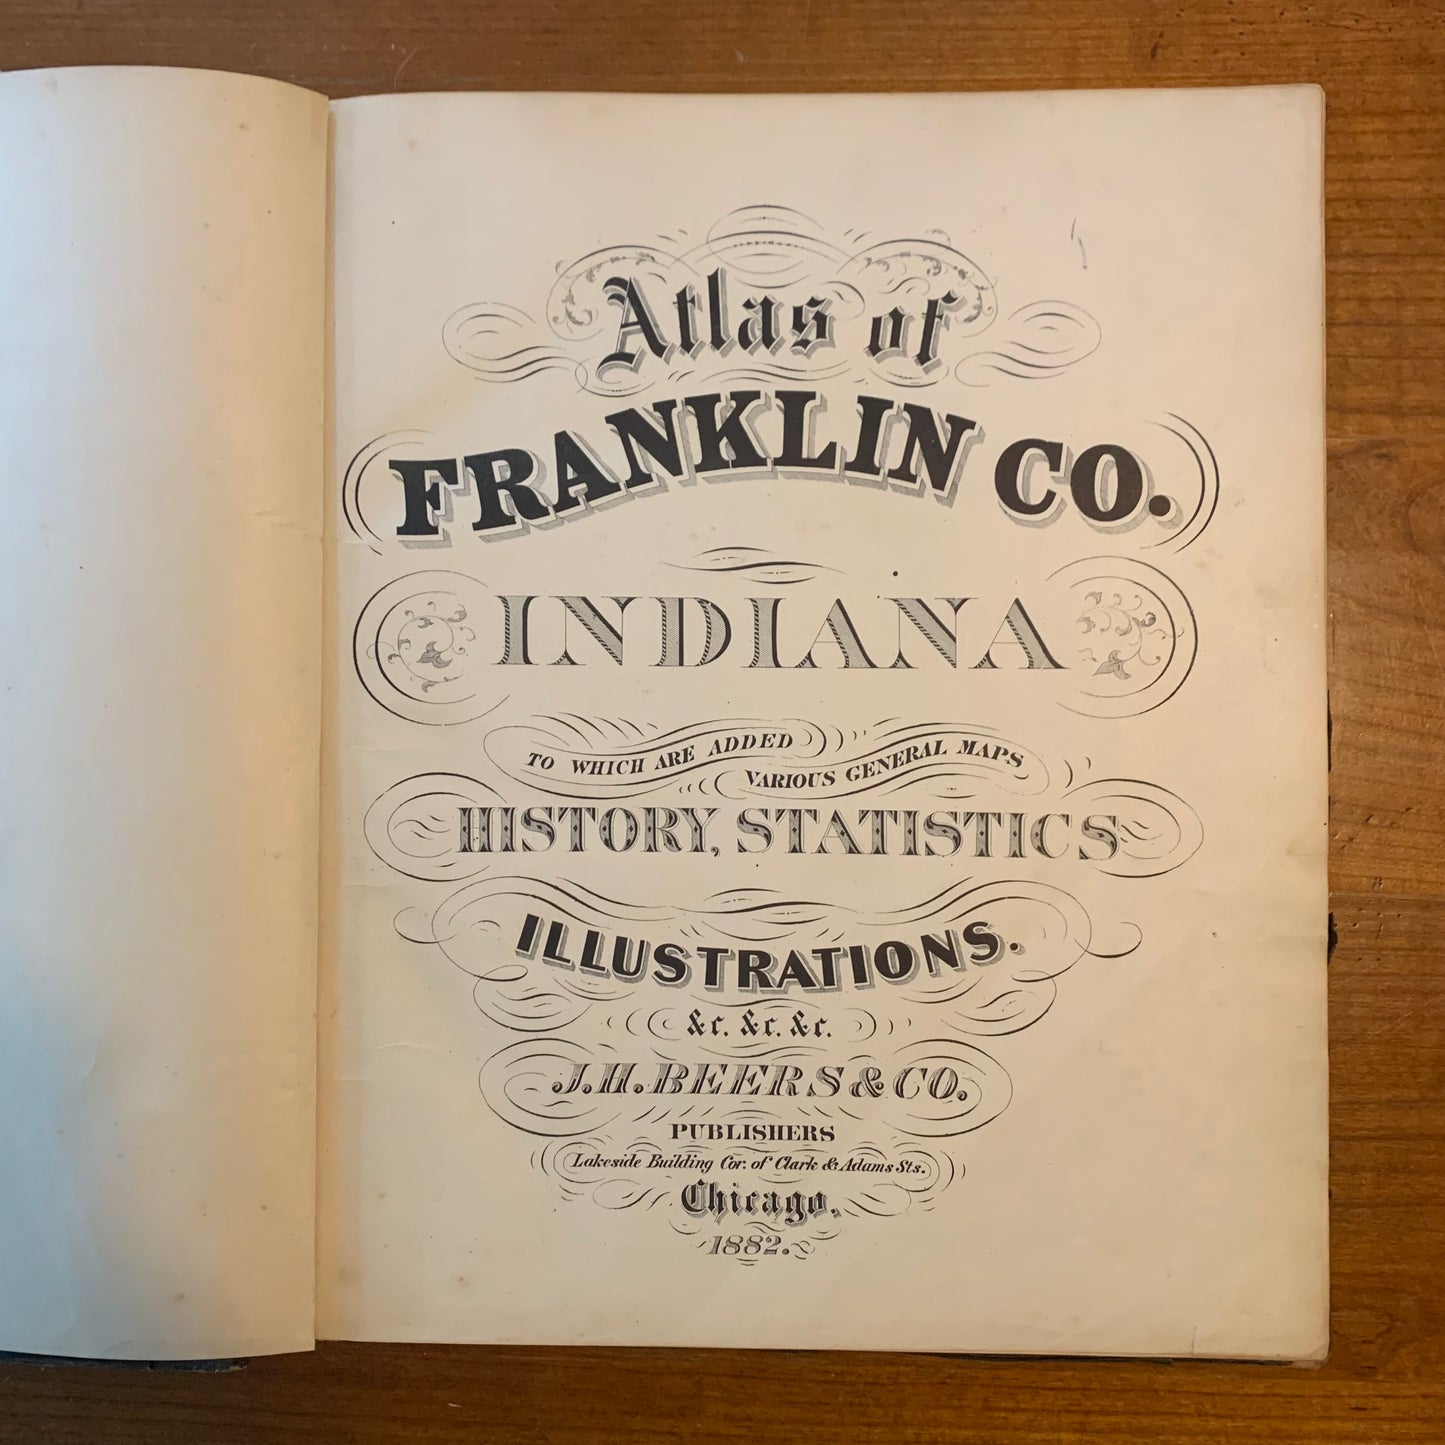 Atlas of
FRANKLIN CO.
INDIANA
TO WHICH ARE ADDED
VARIOUS GENERAL MAPS
HISTORY, STATISTICS
ILLUSTRATIONS.
&c. &c. &c.
J.H. BEERS & CO.
PUBLISHERS
Lakeside Building Cor. of Clark & Adams Sts.
Chicago.
1882.